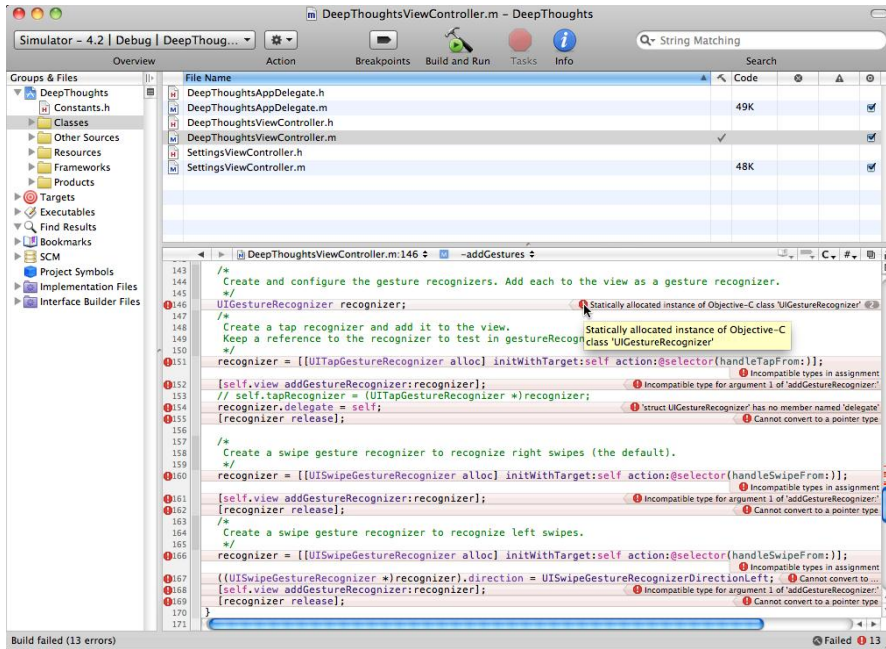 DeepThoughtsViewController.m – DeepThoughts
Simulator – 4.2 | Debug | DeepThoug...
String Matching
Overview
Action
Breakpoints
Build and Run
Tasks
Info
Search
Groups & Files
File Name
Code
DeepThoughts
Constants.h
Classes
Other Sources
Resources
Frameworks
Products
Targets
Executables
Find Results
Bookmarks
SCM
Project Symbols
Implementation Files
Interface Builder Files
DeepThoughtsAppDelegate.h
DeepThoughtsAppDelegate.m 49K
DeepThoughtsViewController.h
DeepThoughtsViewController.m
SettingsViewController.h
SettingsViewController.m 48K
DeepThoughtsViewController.m:146 -addGestures C #
143 /*
144 Create and configure the gesture recognizers. Add each to the view as a gesture recognizer.
145 */
146 UIGestureRecognizer recognizer; Statically allocated instance of Objective-C class 'UIGestureRecognizer' 2
147 /*
Statically allocated instance of Objective-C
class 'UIGestureRecognizer'
148 Create a tap recognizer and add it to the view.
149 Keep a reference to the recognizer to test in gestureRecogn
150 */
151 recognizer = [[UITapGestureRecognizer alloc] initWithTarget:self action:@selector(handleTapFrom:)];
Incompatible types in assignment
152 [self.view addGestureRecognizer:recognizer]; Incompatible type for argument 1 of 'addGestureRecognizer:'
153 // self.tapRecognizer = (UITapGestureRecognizer *)recognizer;
154 recognizer.delegate = self; 'struct UIGestureRecognizer' has no member named 'delegate'
155 [recognizer release]; Cannot convert to a pointer type
156
157 /*
158 Create a swipe gesture recognizer to recognize right swipes (the default).
159 */
160 recognizer = [[UISwipeGestureRecognizer alloc] initWithTarget:self action:@selector(handleSwipeFrom:)];
Incompatible types in assignment
161 [self.view addGestureRecognizer:recognizer]; Incompatible type for argument 1 of 'addGestureRecognizer:'
162 [recognizer release]; Cannot convert to a pointer type
163 /*
164 Create a swipe gesture recognizer to recognize left swipes.
165 */
166 recognizer = [[UISwipeGestureRecognizer alloc] initWithTarget:self action:@selector(handleSwipeFrom:)];
Incompatible types in assignment
167 ((UISwipeGestureRecognizer *)recognizer).direction = UISwipeGestureRecognizerDirectionLeft; Cannot convert to ...
168 [self.view addGestureRecognizer:recognizer]; Incompatible type for argument 1 of 'addGestureRecognizer:'
169 [recognizer release]; Cannot convert to a pointer type
170 }
171
Build failed (13 errors)
Failed 13